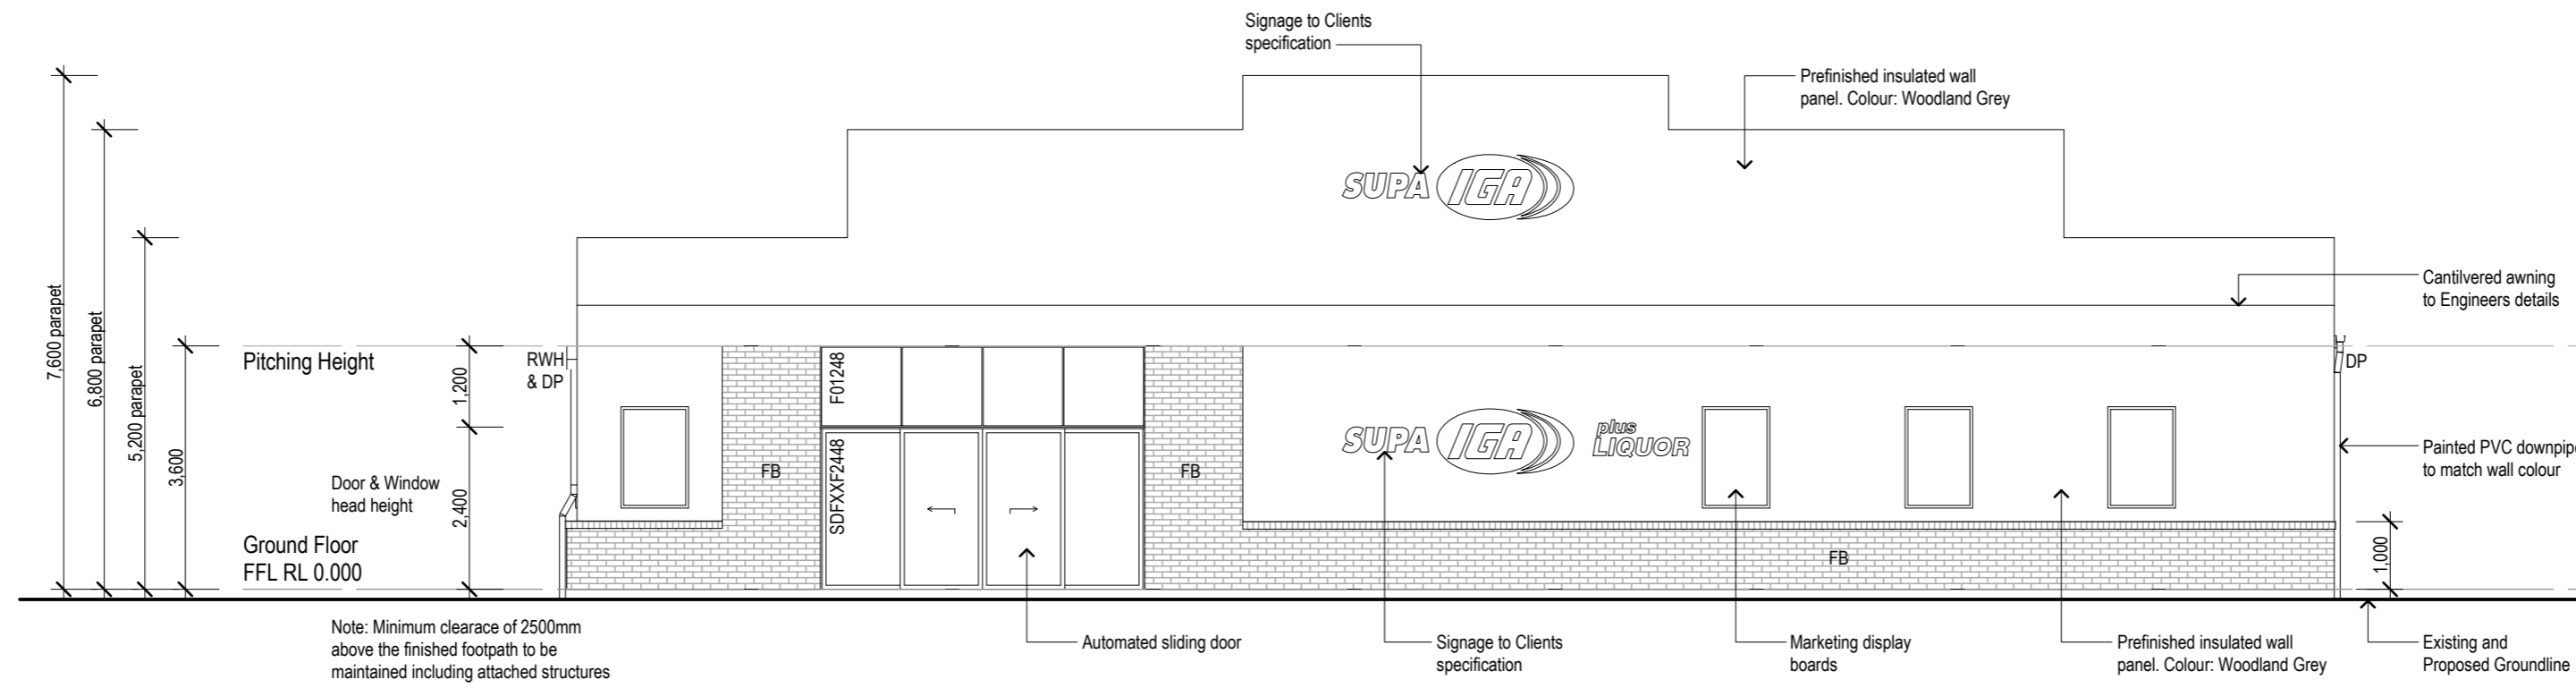 Signage to Clients
specification
Prefinished insulated wall
panel. Colour: Woodland Grey
SUPA IGA
Cantilvered awning
to Engineers details
7,600 parapet
6,800 parapet
5,200 parapet
3,600
Pitching Height
1,200
RWH
& DP
F01248
DP
SUPA IGA
plus
LIQUOR
Painted PVC downpipe
to match wall colour
Door & Window
head height
2,400
FB
SDFXXF2448
FB
FB
Ground Floor
FFL RL 0.000
1,000
Note: Minimum clearace of 2500mm
above the finished footpath to be
maintained including attached structures
Automated sliding door
Signage to Clients
specification
Marketing display
boards
Prefinished insulated wall
panel. Colour: Woodland Grey
Existing and
Proposed Groundline